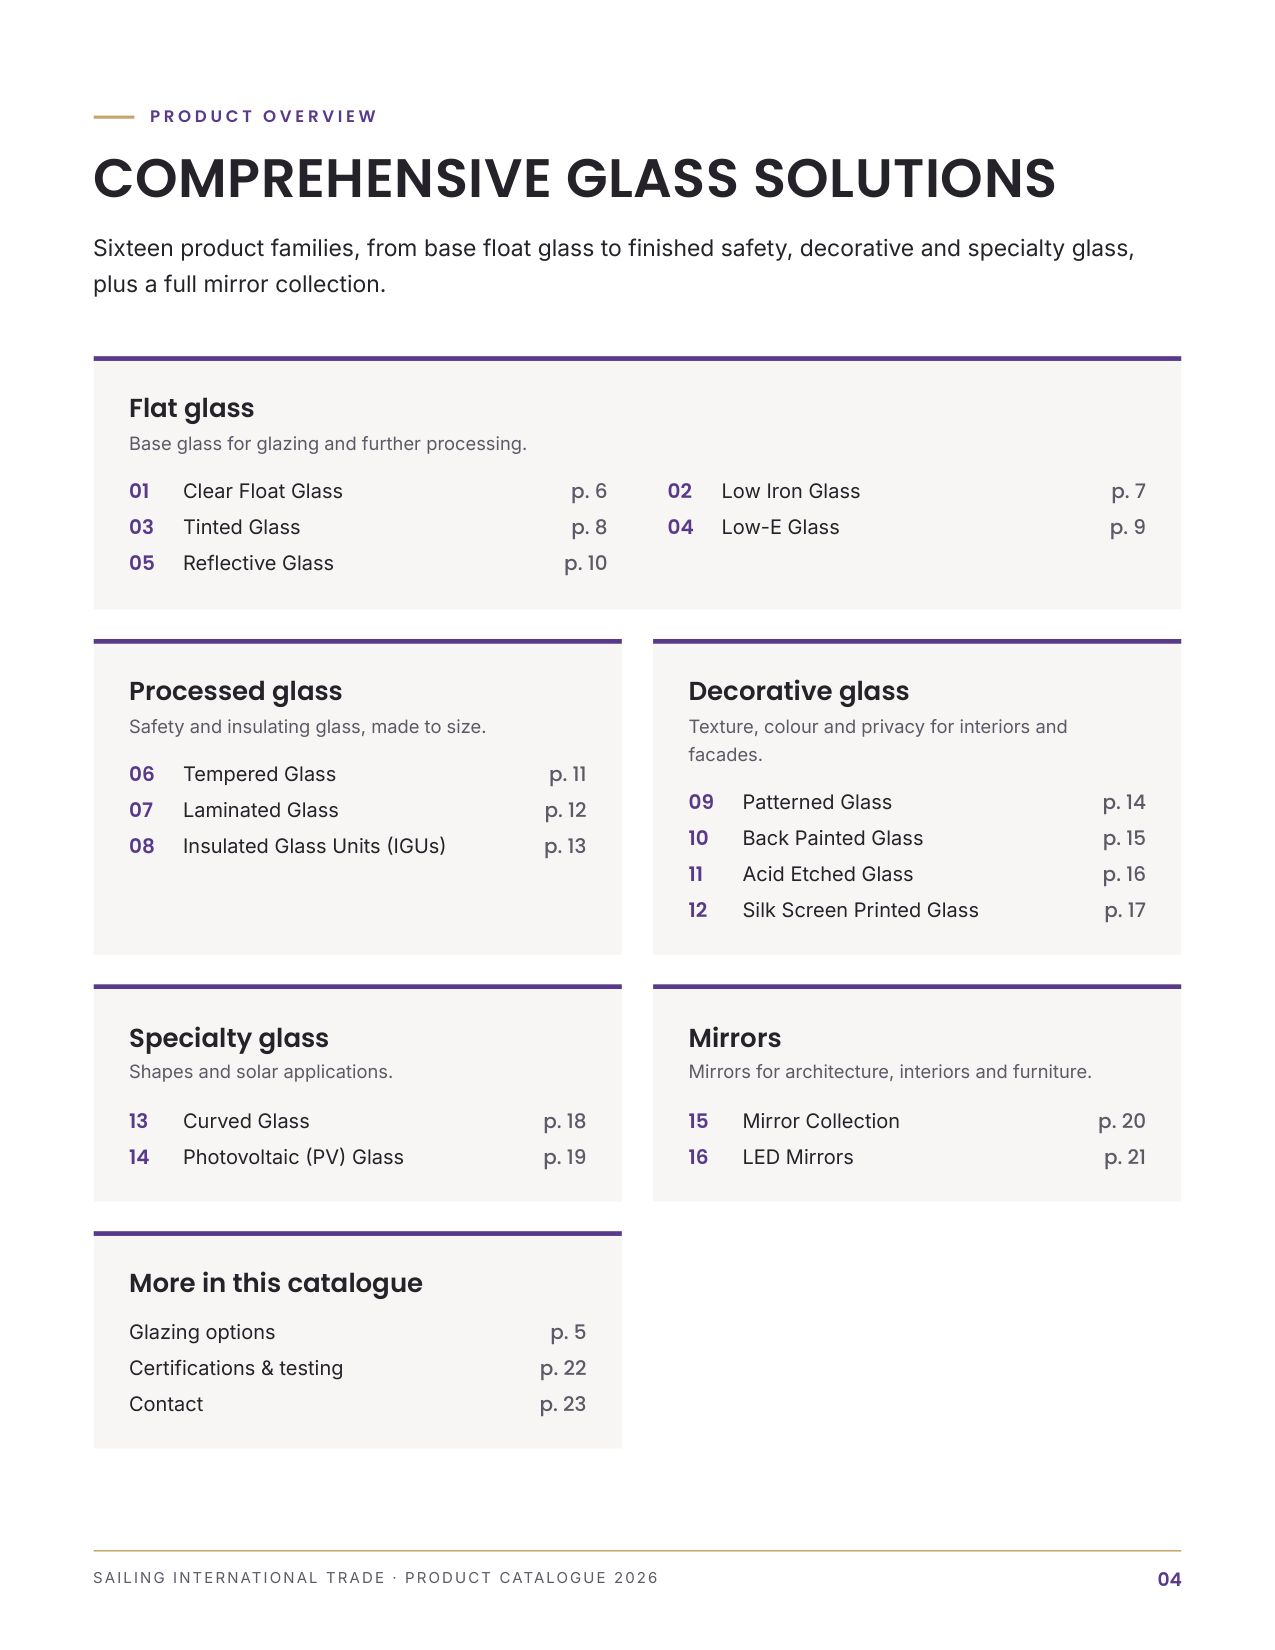 PRODUCT OVERVIEW
COMPREHENSIVE GLASS SOLUTIONS
Sixteen product families, from base float glass to finished safety, decorative and specialty glass,
plus a full mirror collection.
Flat glass
Base glass for glazing and further processing.
01 Clear Float Glass p. 6
02 Low Iron Glass p. 7
03 Tinted Glass p. 8
04 Low-E Glass p. 9
05 Reflective Glass p. 10
Processed glass
Safety and insulating glass, made to size.
06 Tempered Glass p. 11
07 Laminated Glass p. 12
08 Insulated Glass Units (IGUs) p. 13
Decorative glass
Texture, colour and privacy for interiors and
facades.
09 Patterned Glass p. 14
10 Back Painted Glass p. 15
11 Acid Etched Glass p. 16
12 Silk Screen Printed Glass p. 17
Specialty glass
Shapes and solar applications.
13 Curved Glass p. 18
14 Photovoltaic (PV) Glass p. 19
Mirrors
Mirrors for architecture, interiors and furniture.
15 Mirror Collection p. 20
16 LED Mirrors p. 21
More in this catalogue
Glazing options p. 5
Certifications & testing p. 22
Contact p. 23
SAILING INTERNATIONAL TRADE · PRODUCT CATALOGUE 2026
04